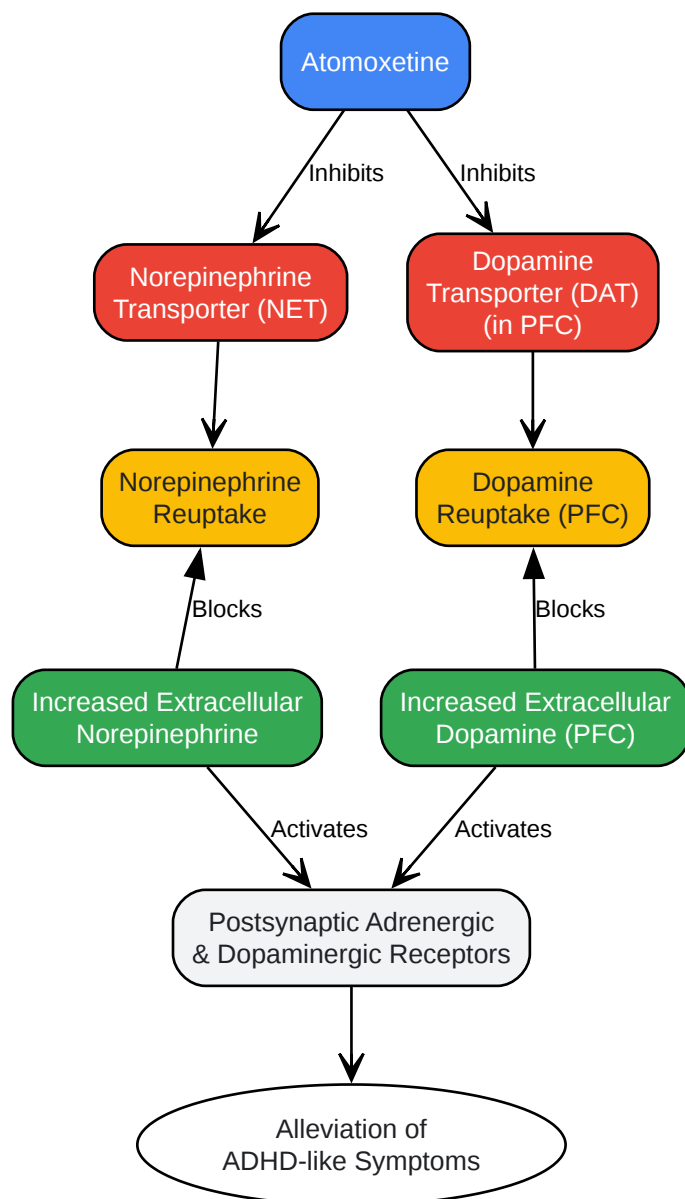 Atomoxetine
Inhibits
Inhibits
Norepinephrine
Transporter (NET)
Dopamine
Transporter (DAT)
(in PFC)
Norepinephrine
Reuptake
Dopamine
Reuptake (PFC)
Blocks
Blocks
Increased Extracellular
Norepinephrine
Increased Extracellular
Dopamine (PFC)
Activates
Activates
Postsynaptic Adrenergic
& Dopaminergic Receptors
Alleviation of
ADHD-like Symptoms